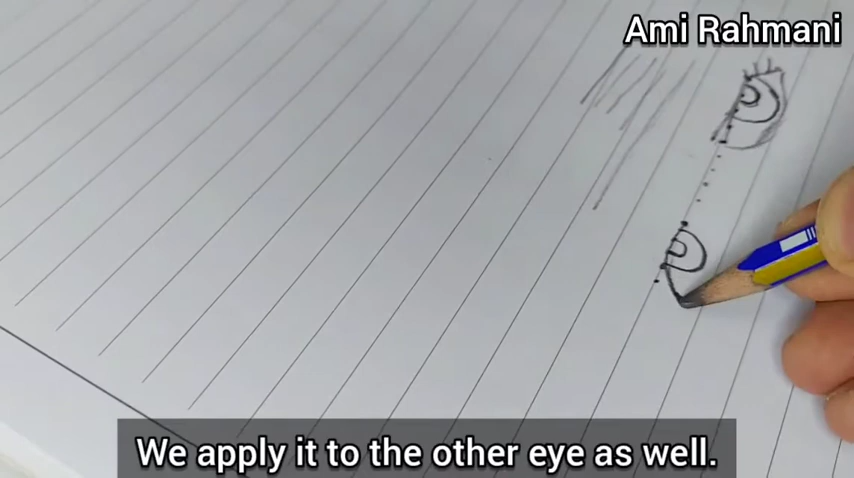 Ami Rahmani
We apply it to the other eye as well.